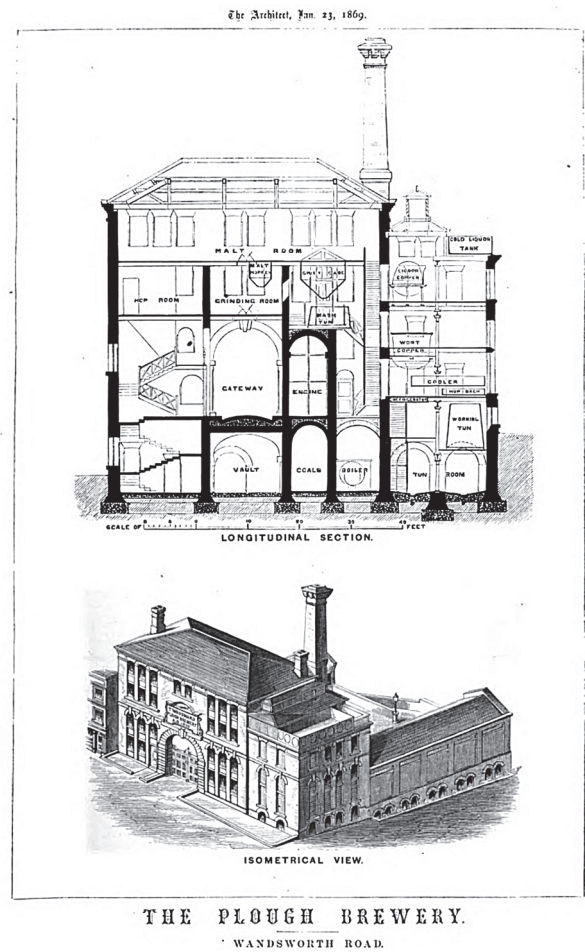 The Architect, Jan. 23, 1869.
COLD LIQUOR
TANK
MALT ROOM
LIQUOR
COPPER
MALT
HOPPER
GRIST CASE
HOP ROOM
GRINDING ROOM
MASH
TUN
WORT
COPPER
COOLER
GATEWAY
ENGINE
HOP BACK
WORKING
TUN
VAULT
COALS
BOILER
TUN ROOM
SCALE OF
10
20
FEET
LONGITUDINAL SECTION.
ISOMETRICAL VIEW.
THE PLOUGH BREWERY.
WANDSWORTH ROAD.